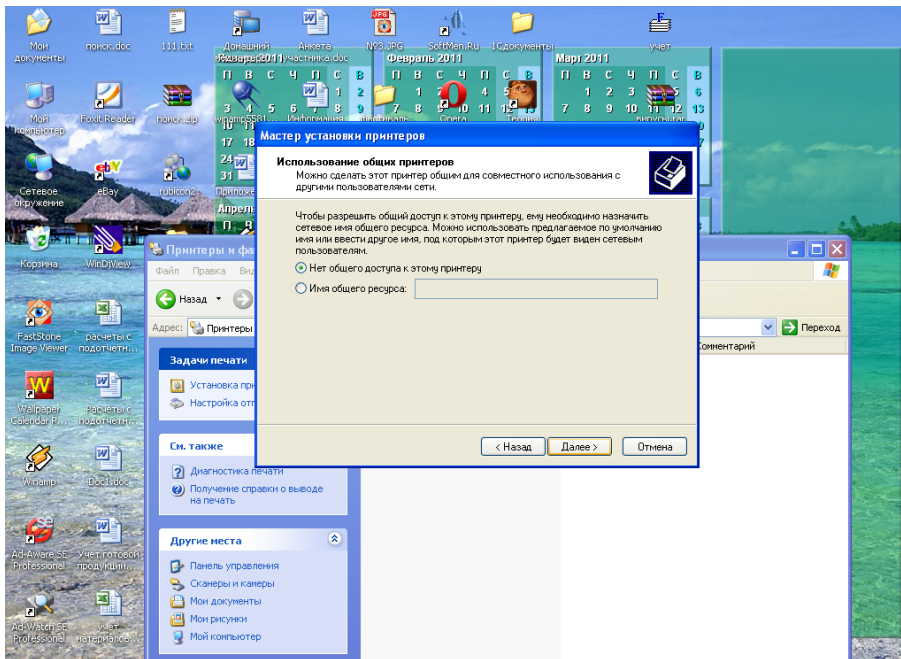 Мои документы
поиск.doc
111.txt
Домашний
Анкета участника.doc
№3.JPG
SoftMen.Ru
1Сдокументы
учет
2011
Февраль 2011
Март 2011
П В С Ч П С В
П В С Ч П С В
П В С Ч П С В
Мой компьютер
Foxit Reader
поиск.zip
Информация
Opera
Теория
Сетевое окружение
eBay
rubicon2
Корзина
WinDjView
FastStone Image Viewer
расчеты с подотчетн...
Wallpaper Calendar Pr...
Расчеты с подотчетн...
Winamp
Doc1.doc
Ad-Aware SE Professional
Учет готовой продукции...
Ad-Watch SE Professional
учет материалов...
Мастер установки принтеров
Использование общих принтеров
Можно сделать этот принтер общим для совместного использования с
другими пользователями сети.
Чтобы разрешить общий доступ к этому принтеру, ему необходимо назначить
сетевое имя общего ресурса. Можно использовать предлагаемое по умолчанию
имя или ввести другое имя, под которым этот принтер будет виден сетевым
пользователям.
Нет общего доступа к этому принтеру
Имя общего ресурса:
< Назад
Далее >
Отмена
Принтеры и фа
Файл Правка Вид
Назад
Адрес: Принтеры
Переход
Комментарий
Задачи печати
Установка при
Настройка отп
См. также
Диагностика печати
Получение справки о выводе
на печать
Другие места
Панель управления
Сканеры и камеры
Мои документы
Мои рисунки
Мой компьютер